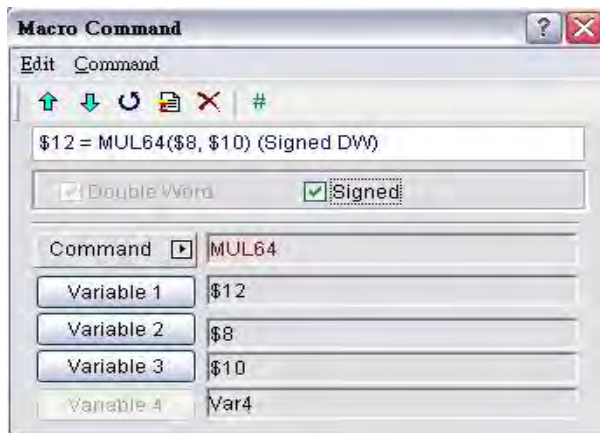 Macro Command
Edit Command
#
$12 = MUL64($8, $10) (Signed DW)
Double Word Signed
Command MUL64
Variable 1 $12
Variable 2 $8
Variable 3 $10
Variable 4 Var4